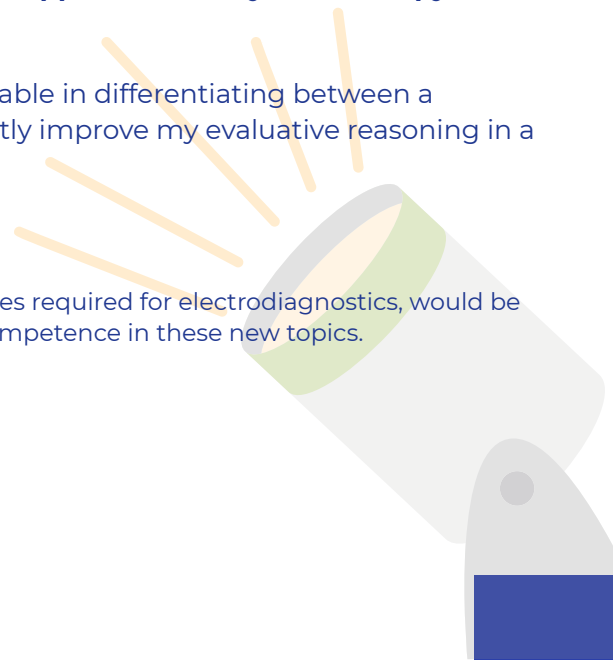 able in differentiating between a
tly improve my evaluative reasoning in a
es required for electrodiagnostics, would be
mpetence in these new topics.